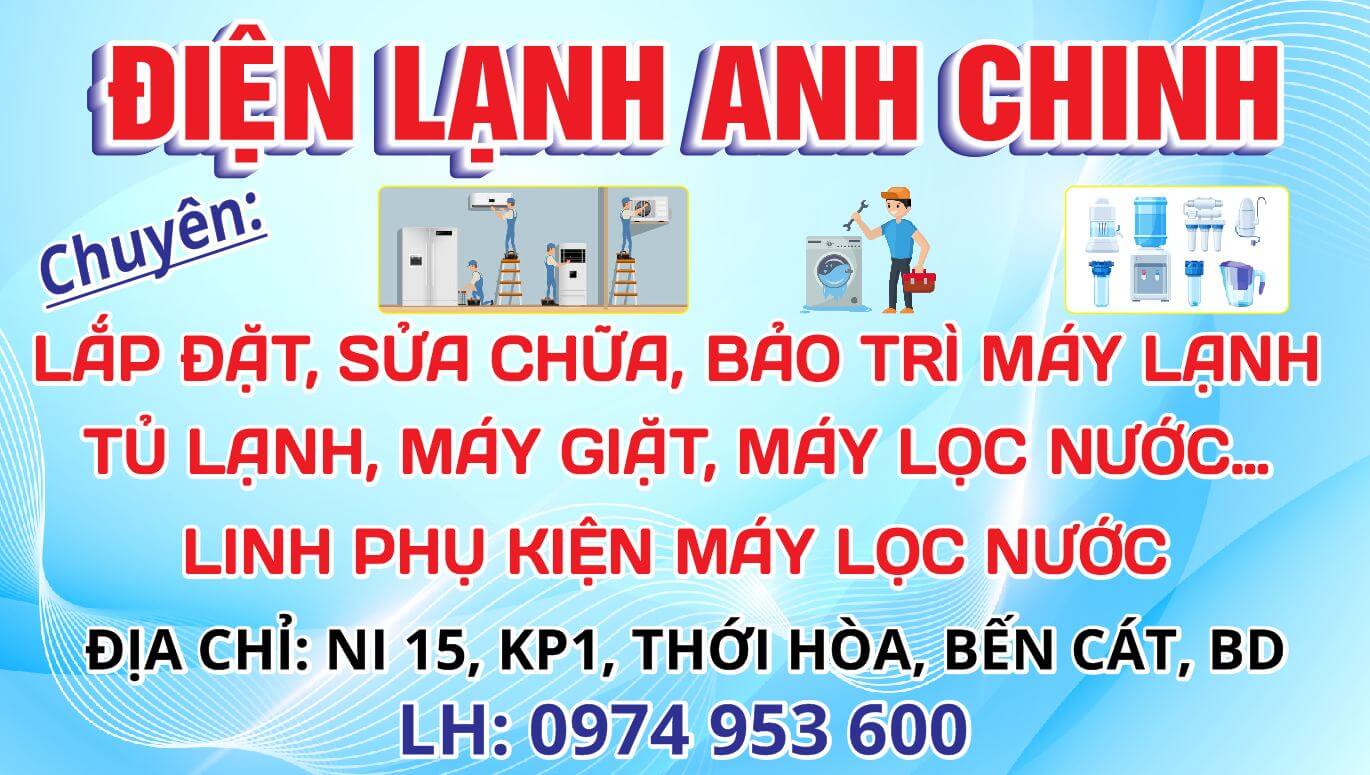 ĐIỆN LẠNH ANH CHINH
Chuyên:
LẮP ĐẶT, SỬA CHỮA, BẢO TRÌ MÁY LẠNH
TỦ LẠNH, MÁY GIẶT, MÁY LỌC NƯỚC...
LINH PHỤ KIỆN MÁY LỌC NƯỚC
ĐỊA CHỈ: NI 15, KP1, THỚI HÒA, BẾN CÁT, BD
LH: 0974 953 600